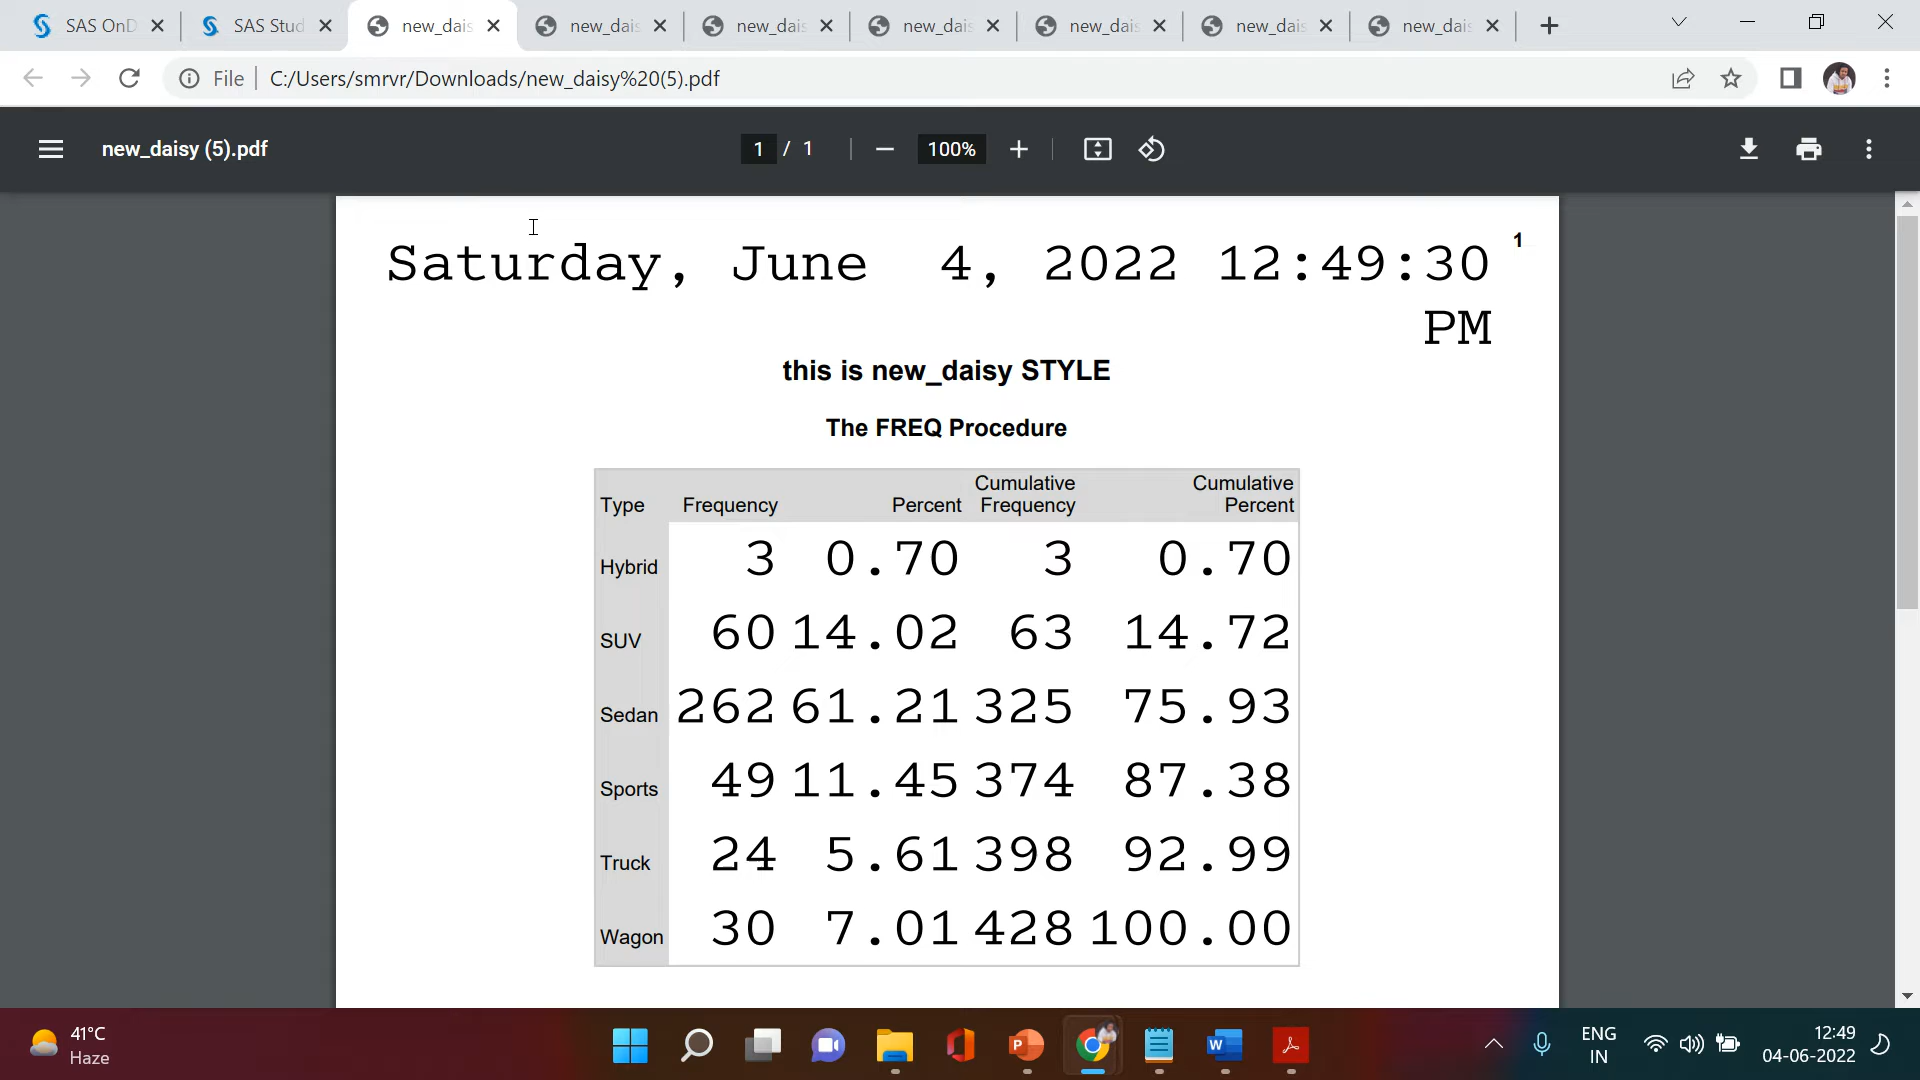 SAS OnD
SAS Stud
new_dais
new_dais
new_dais
new_dais
new_dais
new_dais
new_dais
File
C:/Users/smrvr/Downloads/new_daisy%20(5).pdf
new_daisy (5).pdf
1 / 1
100%
Saturday, June 4, 2022 12:49:30 1
PM
this is new_daisy STYLE
The FREQ Procedure
Type Frequency Percent Cumulative Frequency Cumulative Percent
Hybrid 3 0.70 3 0.70
SUV 60 14.02 63 14.72
Sedan 262 61.21 325 75.93
Sports 49 11.45 374 87.38
Truck 24 5.61 398 92.99
Wagon 30 7.01 428 100.00
41°C
Haze
ENG
IN
12:49
04-06-2022